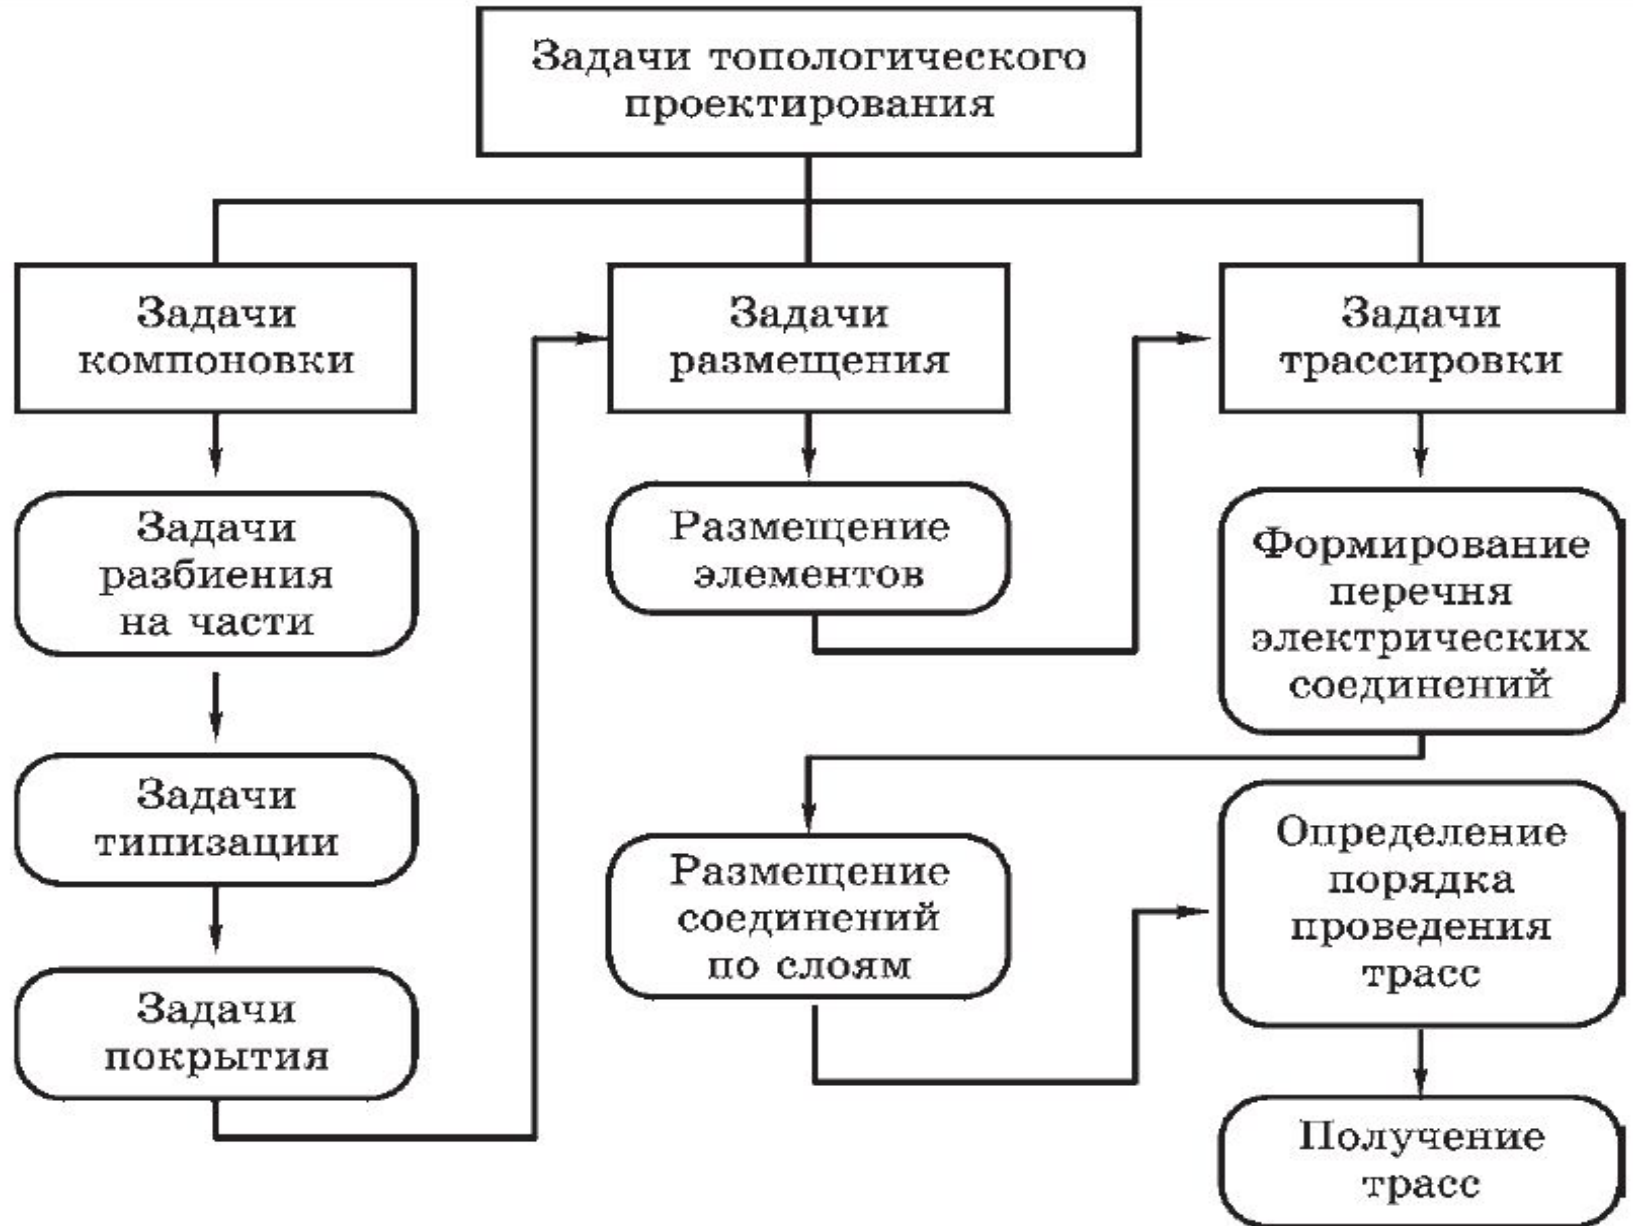 Задачи топологического
проектирования
Задачи
компоновки
Задачи
размещения
Задачи
трассировки
Задачи
разбиения
на части
Размещение
элементов
Формирование
перечня
электрических
соединений
Задачи
типизации
Размещение
соединений
по слоям
Определение
порядка
проведения
трасс
Задачи
покрытия
Получение
трасс